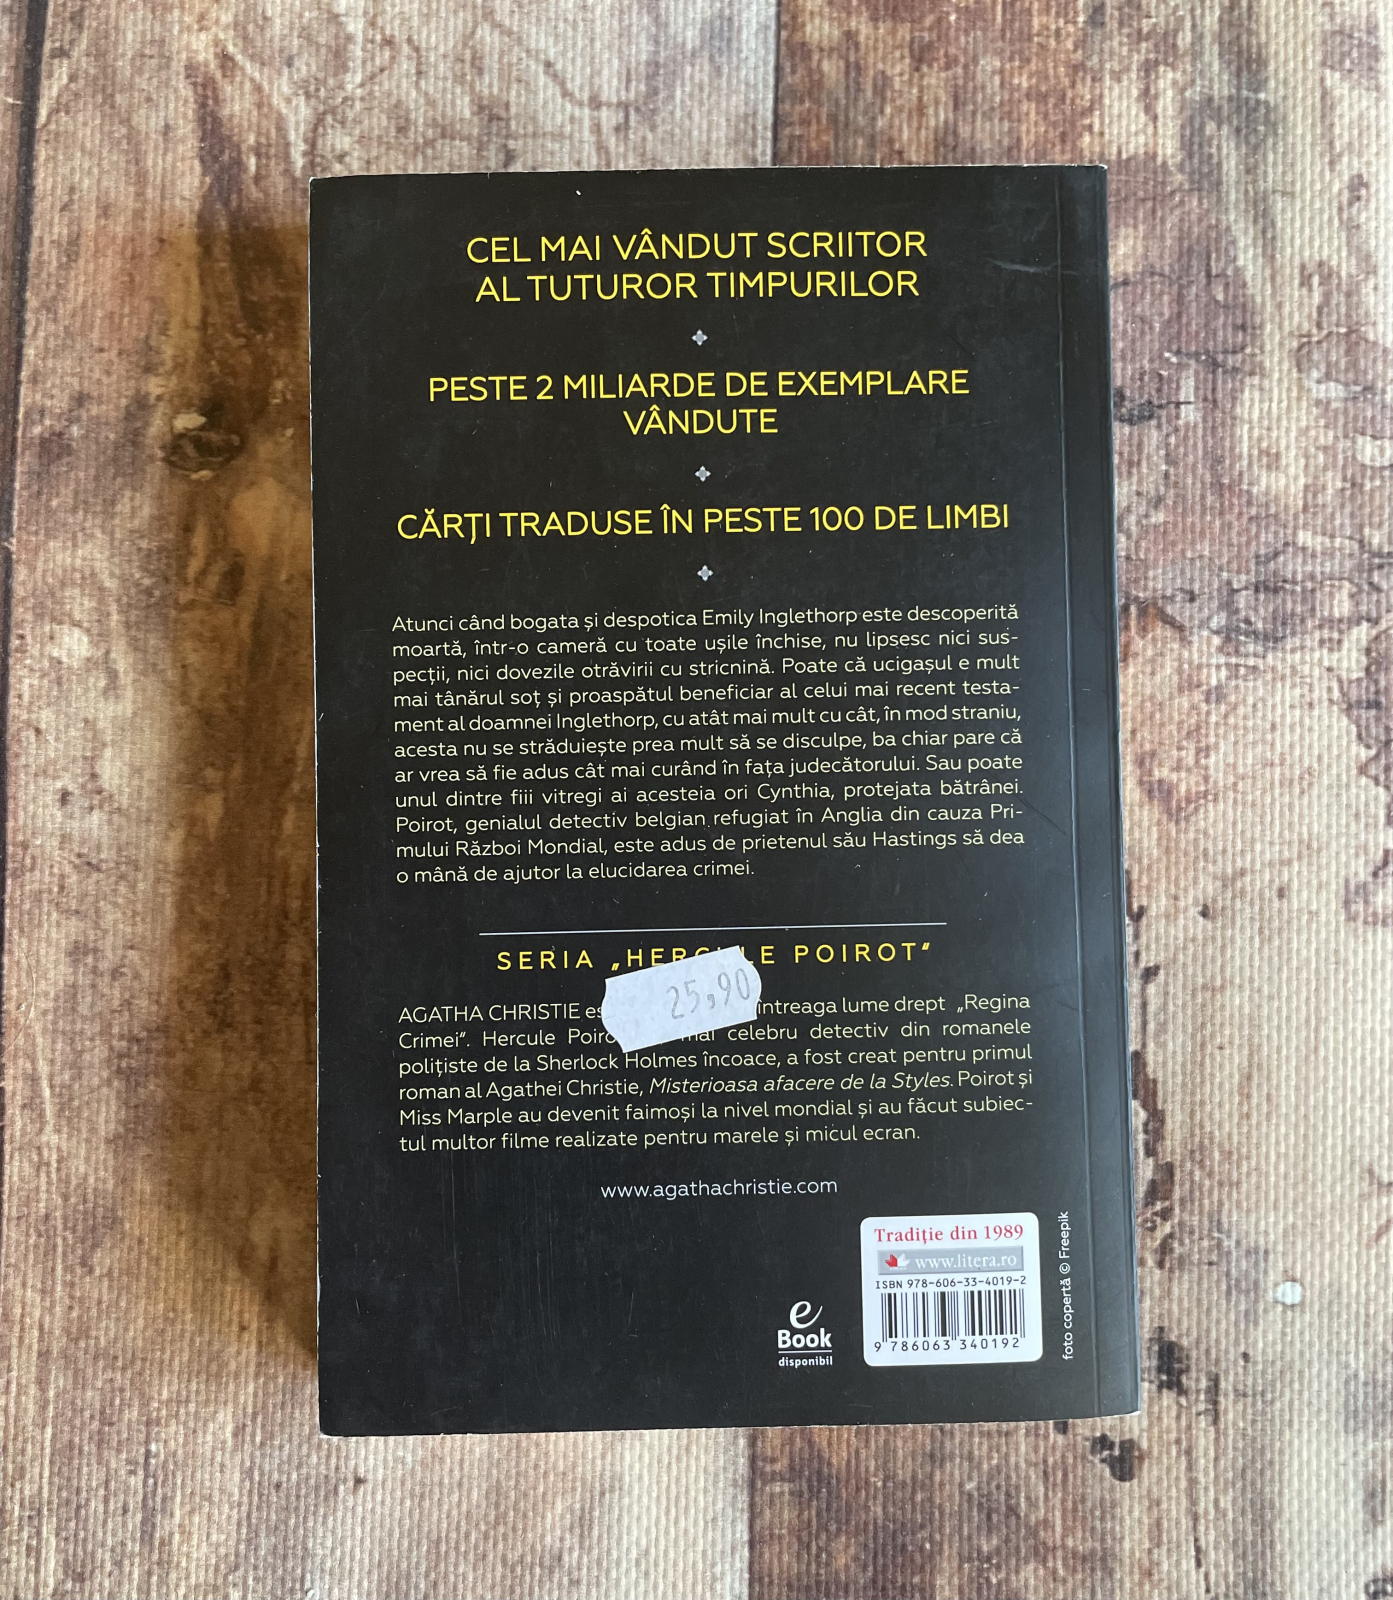 CEL MAI VÂNDUT SCRIITOR
AL TUTUROR TIMPURILOR
PESTE 2 MILIARDE DE EXEMPLARE
VÂNDUTE
CĂRȚI TRADUSE ÎN PESTE 100 DE LIMBI
Atunci când bogata și despotica Emily Inglethorp este descoperită
moartă, într-o cameră cu toate ușile închise, nu lipsesc nici sus-
pecții, nici dovezile otrăvirii cu stricnină. Poate că ucigașul e mult
mai tânărul soț și proaspătul beneficiar al celui mai recent testa-
ment al doamnei Inglethorp, cu atât mai mult cu cât, în mod straniu,
acesta nu se străduiește prea mult să se disculpe, ba chiar pare că
ar vrea să fie adus cât mai curând în fața judecătorului. Sau poate
unul dintre fiii vitregi ai acesteia ori Cynthia, protejata bătrânei.
Poirot, genialul detectiv belgian refugiat în Anglia din cauza Pri-
mului Război Mondial, este adus de prietenul său Hastings să dea
o mână de ajutor la elucidarea crimei.
SERIA „HERCULE POIROT“
25,90
AGATHA CHRISTIE întreaga lume drept „Regina
Crimei“. Hercule mai celebru detectiv din romanele
polițiste de la Sherlock Holmes încoace, a fost creat pentru primul
roman al Agathei Christie, Misterioasa afacere de la Styles. Poirot și
Miss Marple au devenit faimoși la nivel mondial și au făcut subiec-
tul multor filme realizate pentru marele și micul ecran.
www.agathachristie.com
Tradiție din 1989
www.litera.ro
ISBN 978-606-33-4019-2
9 786063 340192
e
Book
disponibil
foto copertă © Freepik